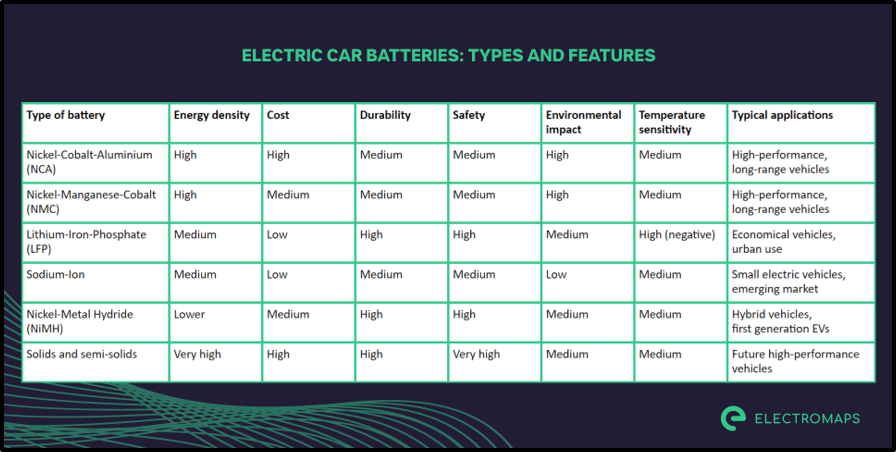 ELECTRIC CAR BATTERIES: TYPES AND FEATURES
Type of battery Energy density Cost Durability Safety Environmental impact Temperature sensitivity Typical applications
Nickel-Cobalt-Aluminium (NCA) High High Medium Medium High Medium High-performance, long-range vehicles
Nickel-Manganese-Cobalt (NMC) High Medium Medium Medium High Medium High-performance, long-range vehicles
Lithium-Iron-Phosphate (LFP) Medium Low High High Medium High (negative) Economical vehicles, urban use
Sodium-Ion Medium Low Medium Medium Low Medium Small electric vehicles, emerging market
Nickel-Metal Hydride (NiMH) Lower Medium High High Medium Medium Hybrid vehicles, first generation EVs
Solids and semi-solids Very high High High Very high Medium Medium Future high-performance vehicles
ELECTROMAPS